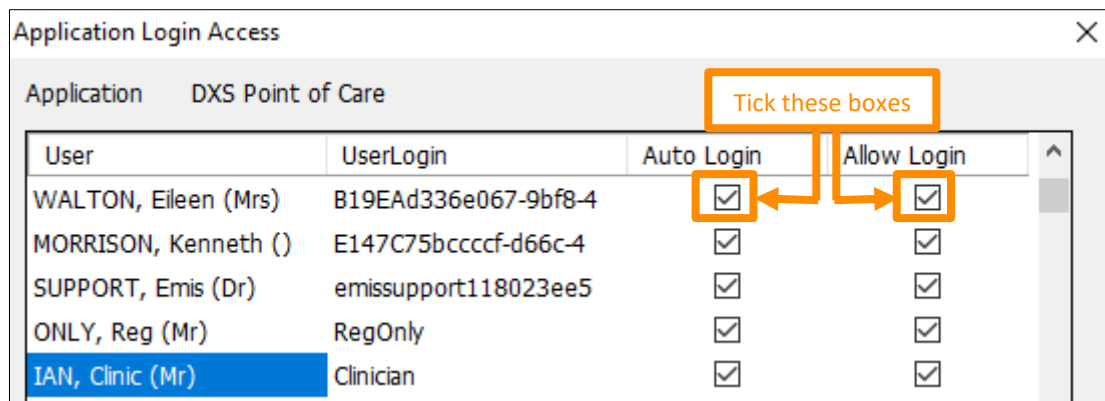 Application Login Access
Application DXS Point of Care
Tick these boxes
User UserLogin Auto Login Allow Login
WALTON, Eileen (Mrs) B19EAd336e067-9bf8-4
MORRISON, Kenneth () E147C75bccccf-d66c-4
SUPPORT, Emis (Dr) emissupport118023ee5
ONLY, Reg (Mr) RegOnly
IAN, Clinic (Mr) Clinician